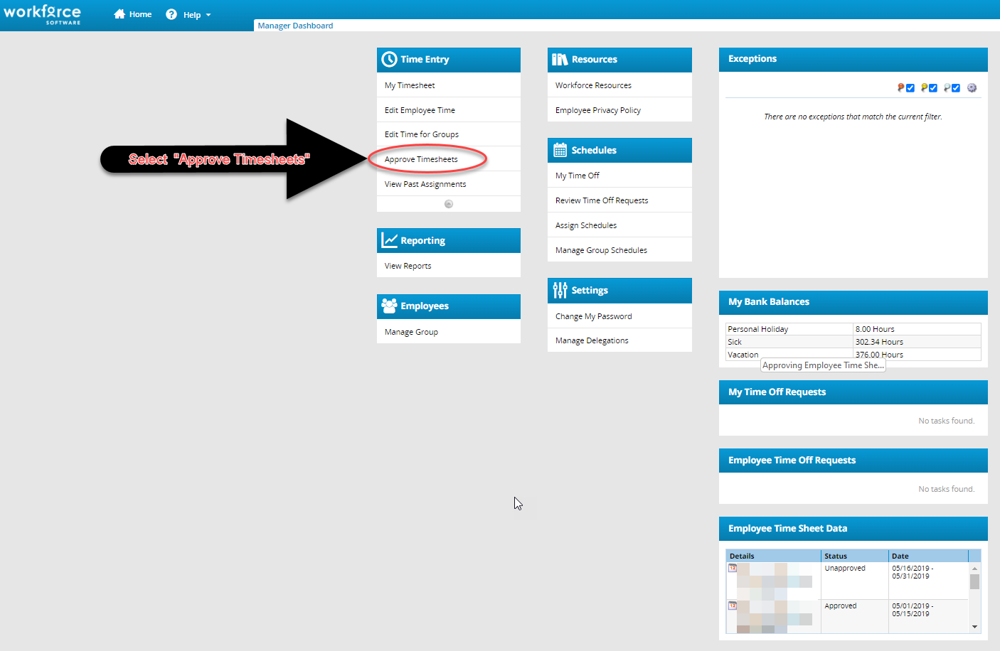 workforce
SOFTWARE
Home
Help
Manager Dashboard
Time Entry
My Timesheet
Edit Employee Time
Edit Time for Groups
Select "Approve Timesheets"
Approve Timesheets
View Past Assignments
Reporting
View Reports
Employees
Manage Group
Resources
Workforce Resources
Employee Privacy Policy
Schedules
My Time Off
Review Time Off Requests
Assign Schedules
Manage Group Schedules
Settings
Change My Password
Manage Delegations
Exceptions
There are no exceptions that match the current filter.
My Bank Balances
Personal Holiday 8.00 Hours
Sick 302.34 Hours
Vacation 376.00 Hours
Approving Employee Time She...
My Time Off Requests
No tasks found.
Employee Time Off Requests
No tasks found.
Employee Time Sheet Data
Details Status Date
12 Unapproved 05/16/2019 -
05/31/2019
12 Approved 05/01/2019 -
05/15/2019